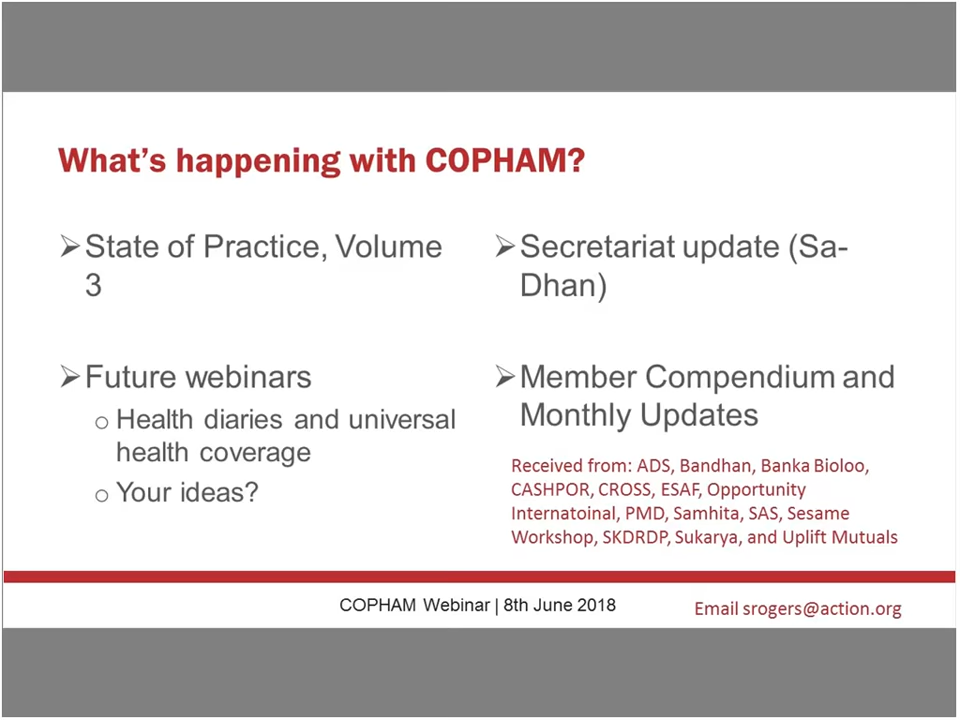 What's happening with COPHAM?
➢State of Practice, Volume
3
➢Future webinars
o Health diaries and universal
health coverage
o Your ideas?
➢Secretariat update (Sa-
Dhan)
➢Member Compendium and
Monthly Updates
Received from: ADS, Bandhan, Banka Bioloo,
CASHPOR, CROSS, ESAF, Opportunity
Internatoinal, PMD, Samhita, SAS, Sesame
Workshop, SKDRDP, Sukarya, and Uplift Mutuals
COPHAM Webinar | 8th June 2018
Email srogers@action.org